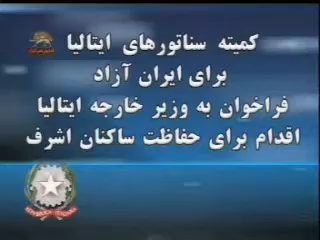 کمیته سناتورهای ایتالیا
برای ایران آزاد
فراخوان به وزیر خارجه ایتالیا
اقدام برای حفاظت ساکنان اشرف